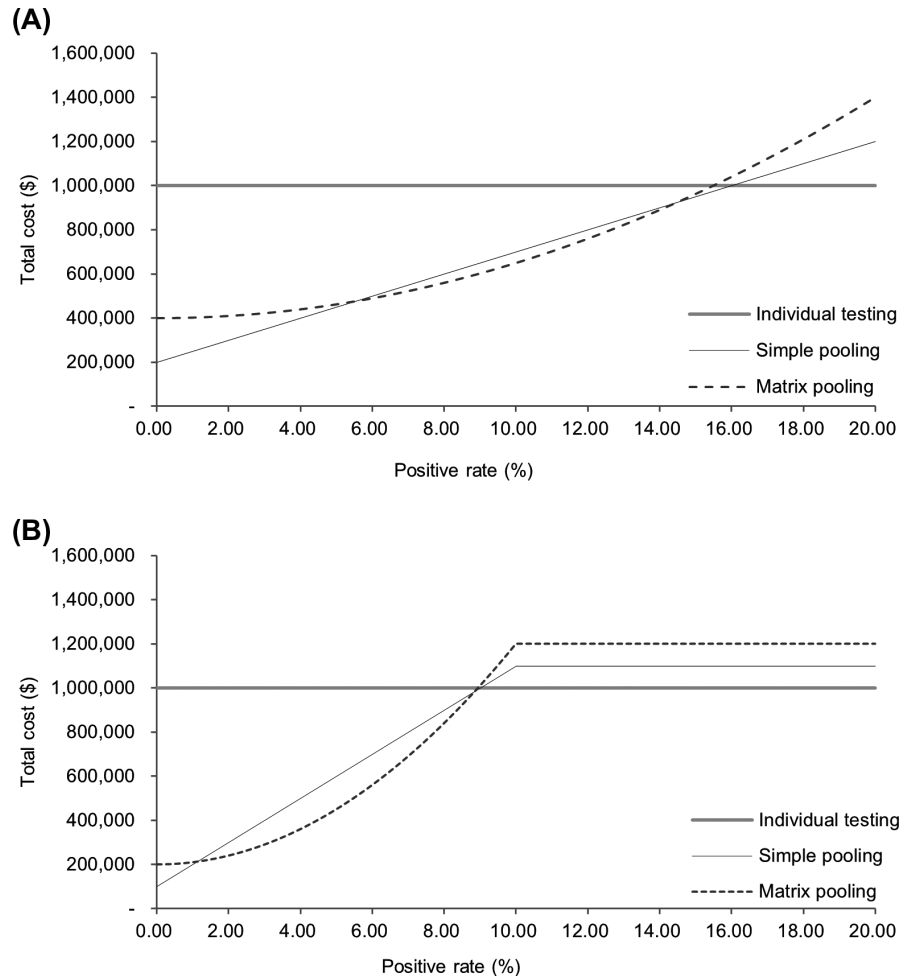 (A)
1,600,000
1,400,000
1,200,000
1,000,000
800,000
600,000
400,000
200,000
-
Total cost ($)
Individual testing
Simple pooling
Matrix pooling
0.00 2.00 4.00 6.00 8.00 10.00 12.00 14.00 16.00 18.00 20.00
Positive rate (%)
(B)
1,600,000
1,400,000
1,200,000
1,000,000
800,000
600,000
400,000
200,000
-
Total cost ($)
Individual testing
Simple pooling
Matrix pooling
0.00 2.00 4.00 6.00 8.00 10.00 12.00 14.00 16.00 18.00 20.00
Positive rate (%)